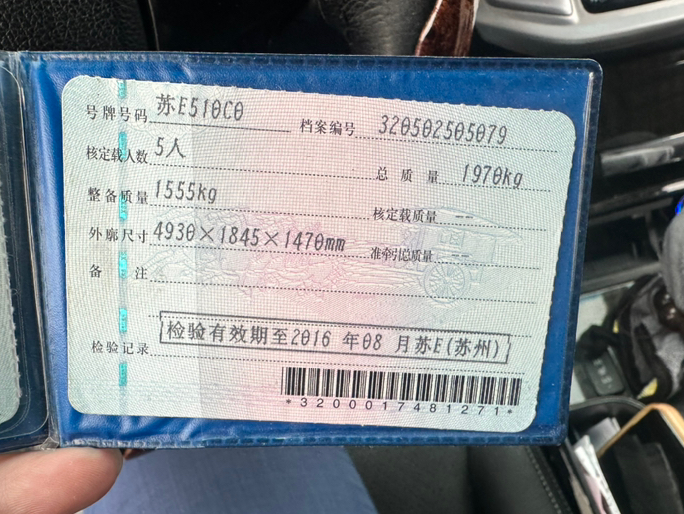 号牌号码 苏E510C0 档案编号 320502505079
核定载人数 5人 总质量 1970kg
整备质量 1555kg 核定载质量 --
外廓尺寸 4930×1845×1470mm 准牵引总质量 --
备注
检验记录 检验有效期至2016 年08 月苏E(苏州)
*3200017481271*